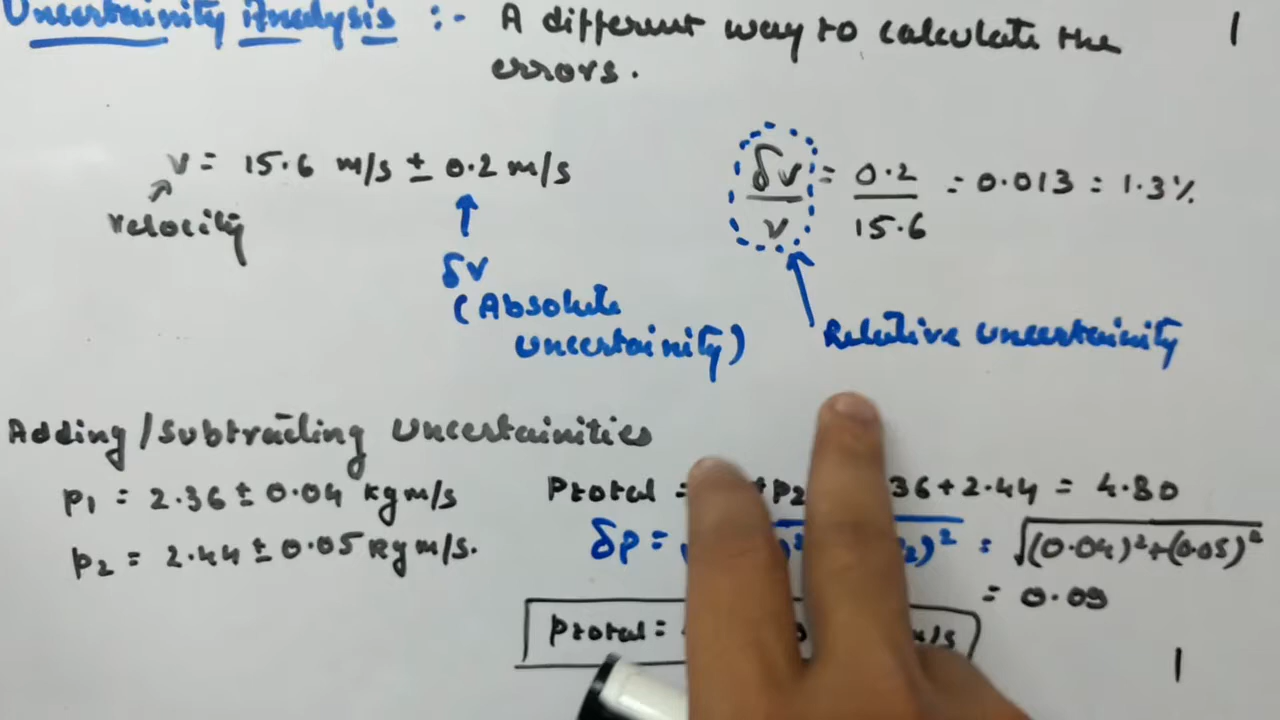 Uncertainity Analysis :- A different way to calculate the 1
errors.
v = 15.6 m/s ± 0.2 m/s
velocity
δv
(Absolute
uncertainity)
δv/v = 0.2/15.6 = 0.013 = 1.3%
Relative uncertainity
Adding/Subtracting Uncertainities
p1 = 2.36 ± 0.04 kgm/s
p2 = 2.44 ± 0.05 kgm/s.
Ptotal = +P2 36+2.44 = 4.80
δp = )² = √(0.04)²+(0.05)²
= 0.09
Ptotal = m/s
1